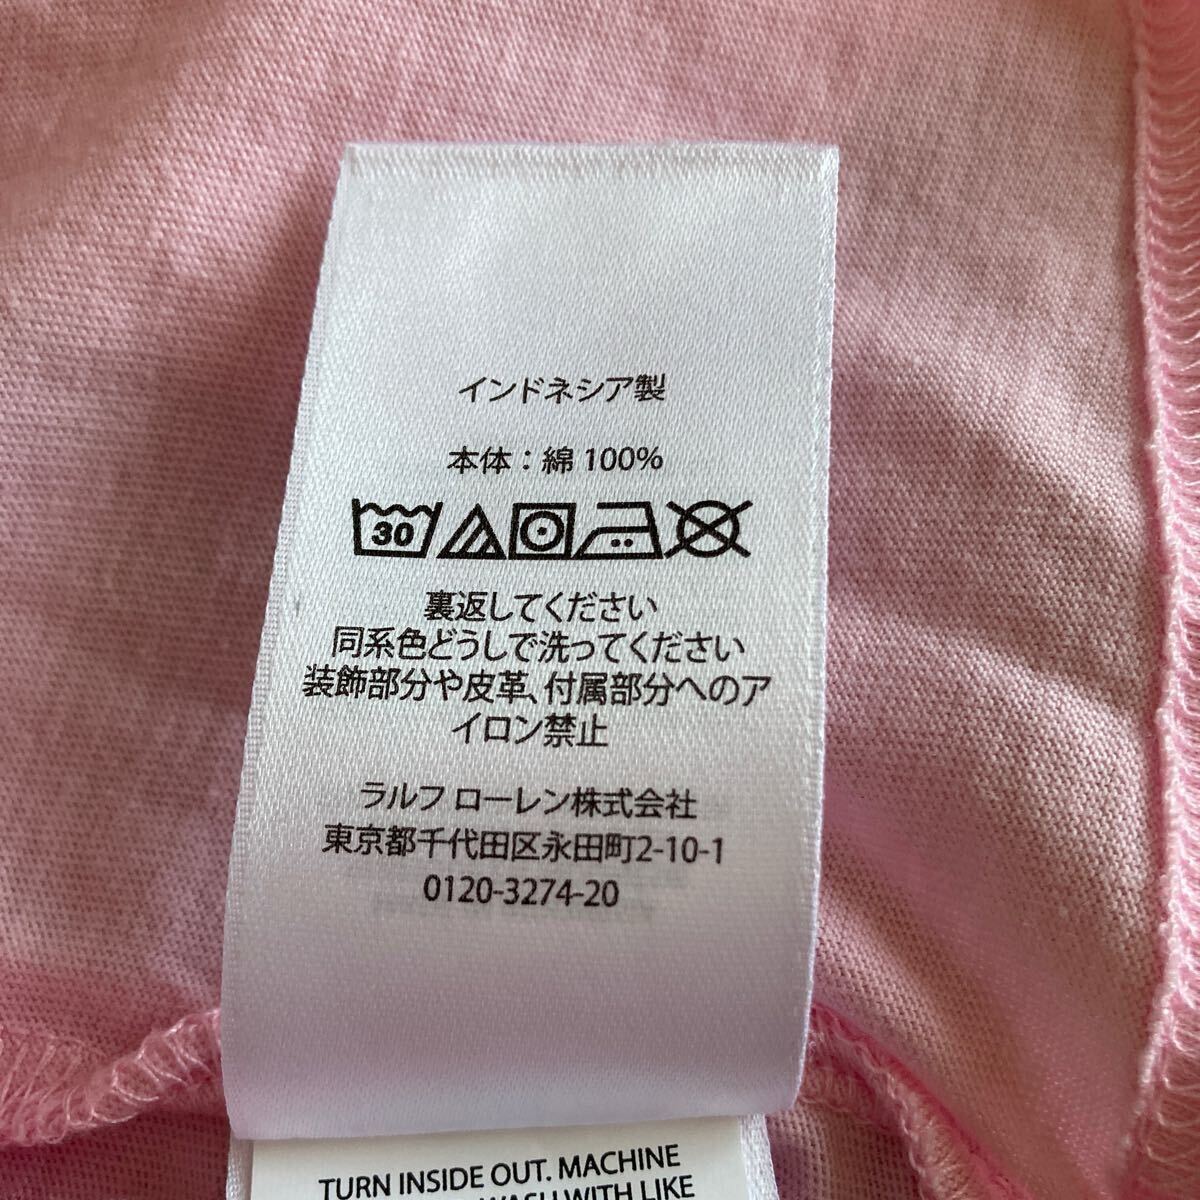 インドネシア製
本体：綿 100%
30
裏返してください
同系色どうしで洗ってください
装飾部分や皮革、付属部分へのア
イロン禁止
ラルフ ローレン株式会社
東京都千代田区永田町2-10-1
0120-3274-20
TURN INSIDE OUT. MACHINE
WASH WITH LIKE